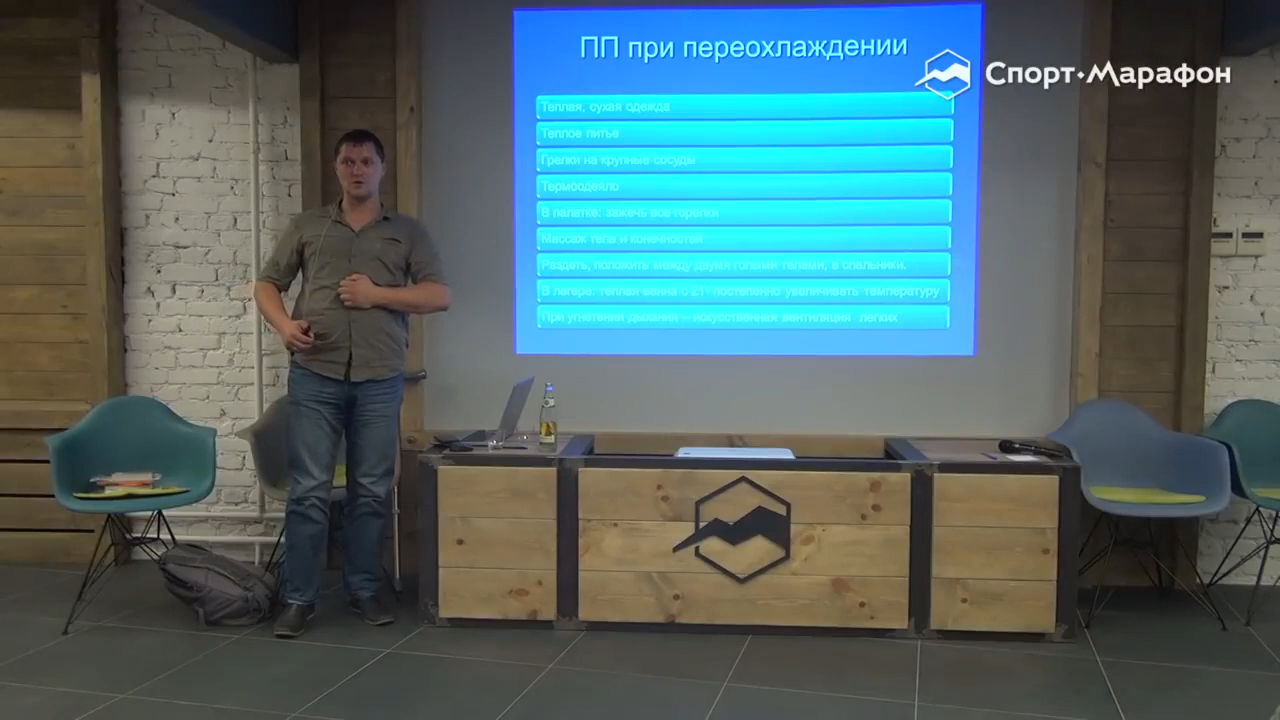 ПП при переохлаждении
Спорт-Марафон
Теплая, сухая одежда
Теплое питье
Грелки на крупные сосуды
Термоодеяло
В палатке: зажечь все горелки
Массаж тела и конечностей
Раздеть, положить между двумя голыми телами, в спальники.
В лагере: теплая ванна с 21° постепенно увеличивать температуру
При угнетении дыхания – искусственная вентиляция легких